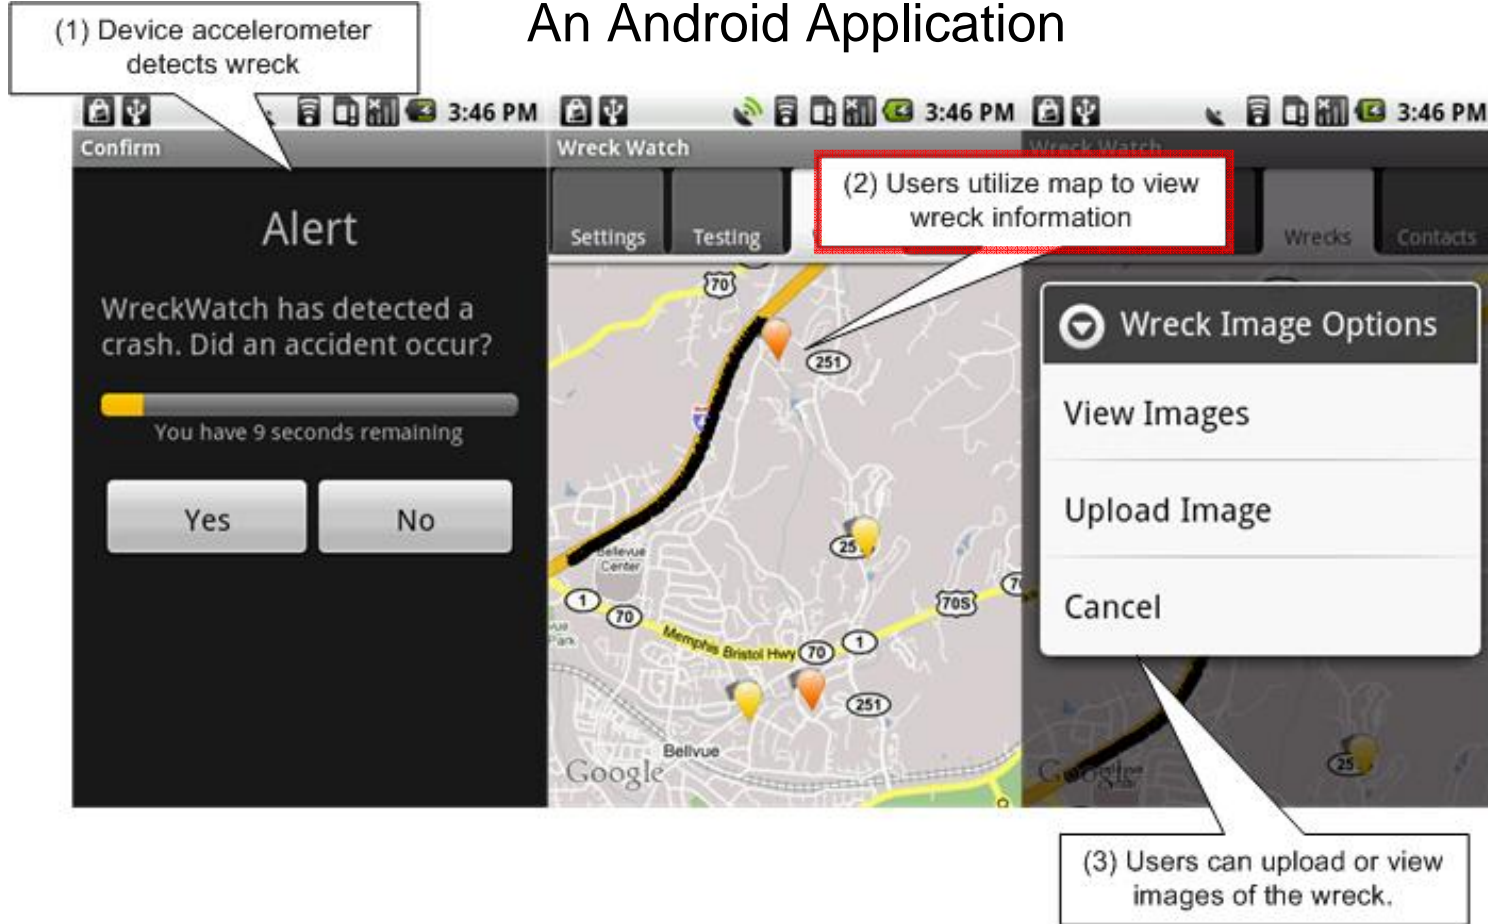 An Android Application
(1) Device accelerometer
detects wreck
3:46 PM
Confirm
Alert
WreckWatch has detected a
crash. Did an accident occur?
You have 9 seconds remaining
Yes
No
3:46 PM
Wreck Watch
Settings
Testing
(2) Users utilize map to view
wreck information
70
251
Bellevue
Center
1
70
Memphis Bristol Hwy
70
1
70S
251
Bellvue
Google
3:46 PM
Wreck Watch
Wrecks
Contacts
Wreck Image Options
View Images
Upload Image
Cancel
Google
(3) Users can upload or view
images of the wreck.